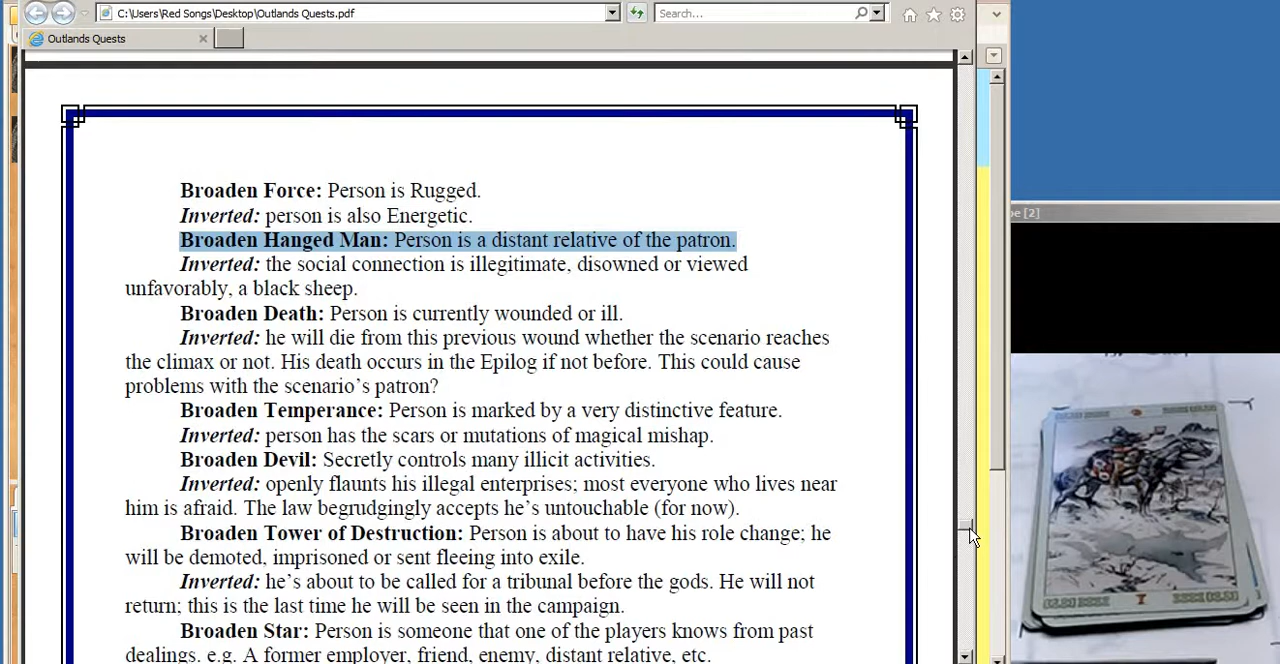 C:\Users\Red Songs\Desktop\Outlands Quests.pdf
Search...
Outlands Quests
Broaden Force: Person is Rugged.
Inverted: person is also Energetic.
Broaden Hanged Man: Person is a distant relative of the patron.
Inverted: the social connection is illegitimate, disowned or viewed
unfavorably, a black sheep.
Broaden Death: Person is currently wounded or ill.
Inverted: he will die from this previous wound whether the scenario reaches
the climax or not. His death occurs in the Epilog if not before. This could cause
problems with the scenario's patron?
Broaden Temperance: Person is marked by a very distinctive feature.
Inverted: person has the scars or mutations of magical mishap.
Broaden Devil: Secretly controls many illicit activities.
Inverted: openly flaunts his illegal enterprises; most everyone who lives near
him is afraid. The law begrudgingly accepts he's untouchable (for now).
Broaden Tower of Destruction: Person is about to have his role change; he
will be demoted, imprisoned or sent fleeing into exile.
Inverted: he's about to be called for a tribunal before the gods. He will not
return; this is the last time he will be seen in the campaign.
Broaden Star: Person is someone that one of the players knows from past
dealings. e.g. A former employer, friend, enemy, distant relative, etc.
[2]